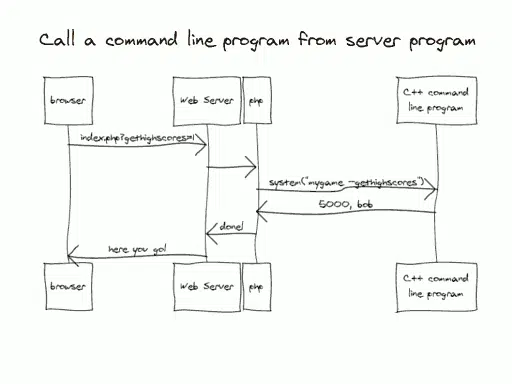 Call a command line program from server program
browser
Web Server
php
C++ command
line program
index.php?gethighscores=1
system("mygame --gethighscores")
5000, bob
done!
here you go!
browser
Web Server
php
C++ command
line program